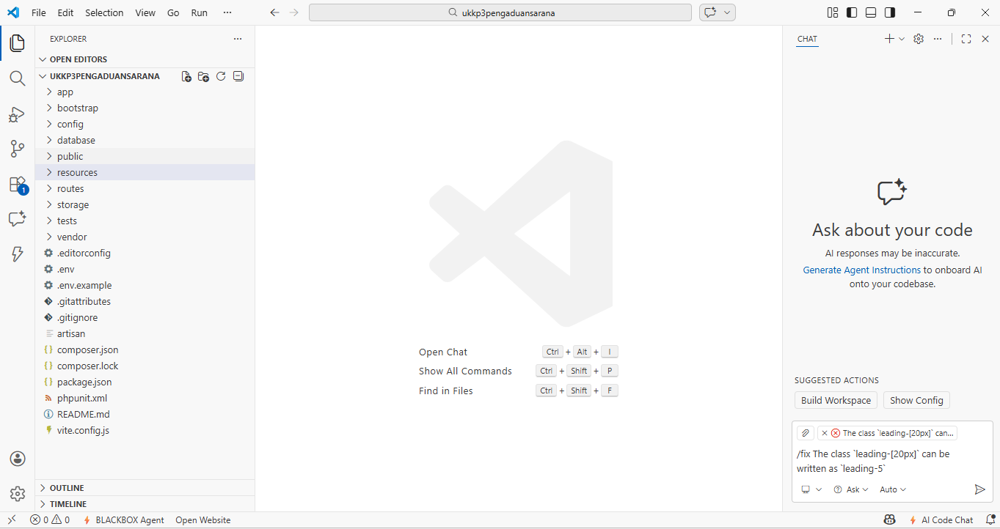 File Edit Selection View Go Run ···
ukkp3pengaduansarana
EXPLORER
OPEN EDITORS
UKKP3PENGADUANSARANA
app
bootstrap
config
database
public
resources
routes
storage
tests
vendor
.editorconfig
.env
.env.example
.gitattributes
.gitignore
artisan
composer.json
composer.lock
package.json
phpunit.xml
README.md
vite.config.js
OUTLINE
TIMELINE
1
Open Chat Ctrl + Alt + I
Show All Commands Ctrl + Shift + P
Find in Files Ctrl + Shift + F
CHAT
Ask about your code
AI responses may be inaccurate.
Generate Agent Instructions to onboard AI
onto your codebase.
SUGGESTED ACTIONS
Build Workspace Show Config
The class `leading-[20px]` can...
/fix The class `leading-[20px]` can be
written as `leading-5`
Ask Auto
0 0 BLACKBOX Agent Open Website AI Code Chat